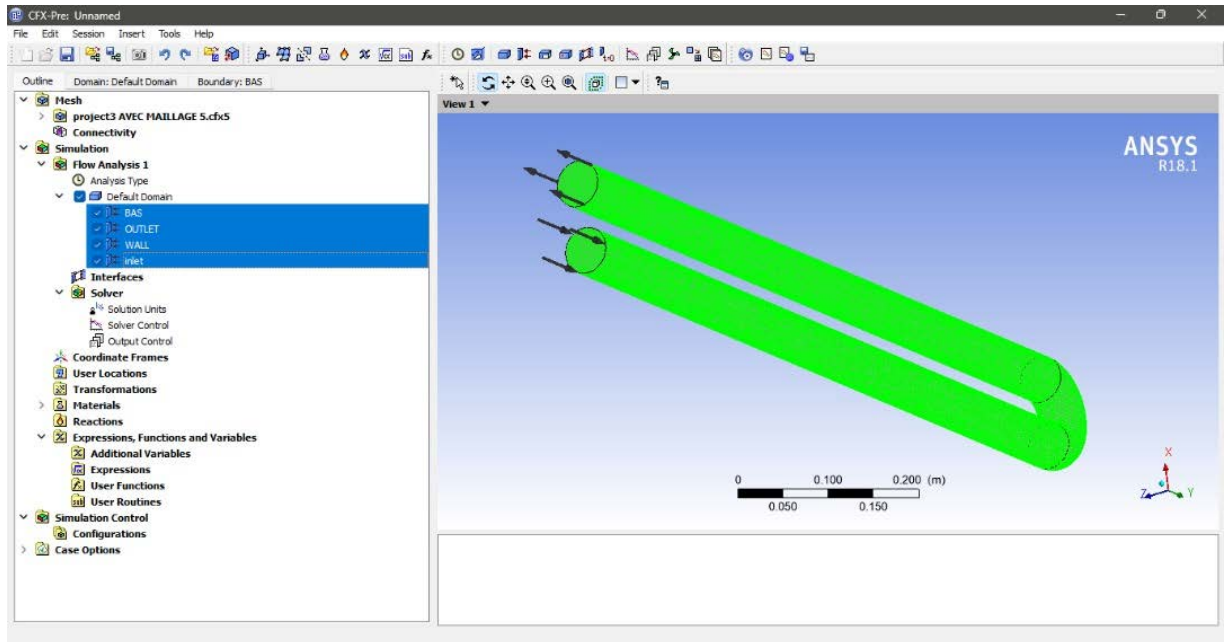 CFX-Pre: Unnamed
File Edit Session Insert Tools Help
Outline Domain: Default Domain Boundary: BAS
Mesh
project3 AVEC MAILLAGE 5.cfx5
Connectivity
Simulation
Flow Analysis 1
Analysis Type
Default Domain
BAS
OUTLET
WALL
inlet
Interfaces
Solver
Solution Units
Solver Control
Output Control
Coordinate Frames
User Locations
Transformations
Materials
Reactions
Expressions, Functions and Variables
Additional Variables
Expressions
User Functions
User Routines
Simulation Control
Configurations
Case Options
View 1
ANSYS
R18.1
0 0.100 0.200 (m)
0.050 0.150
X
Z Y